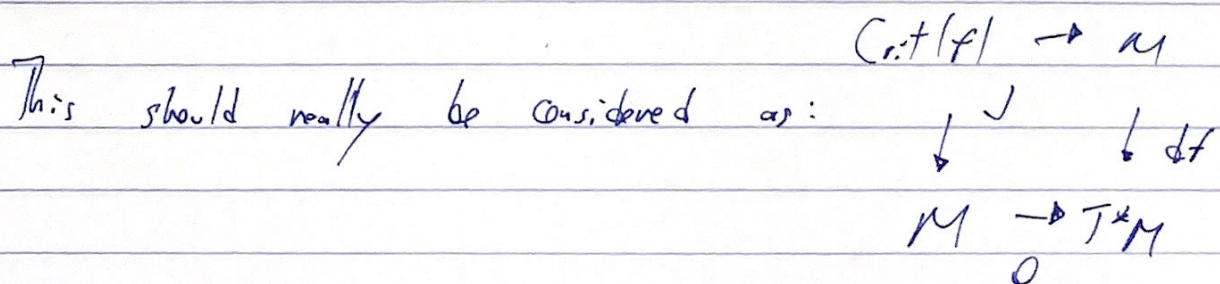 Crit(f) → M
This should really be considered as: ↓ ⌟ ↓ df
M → T*M
0